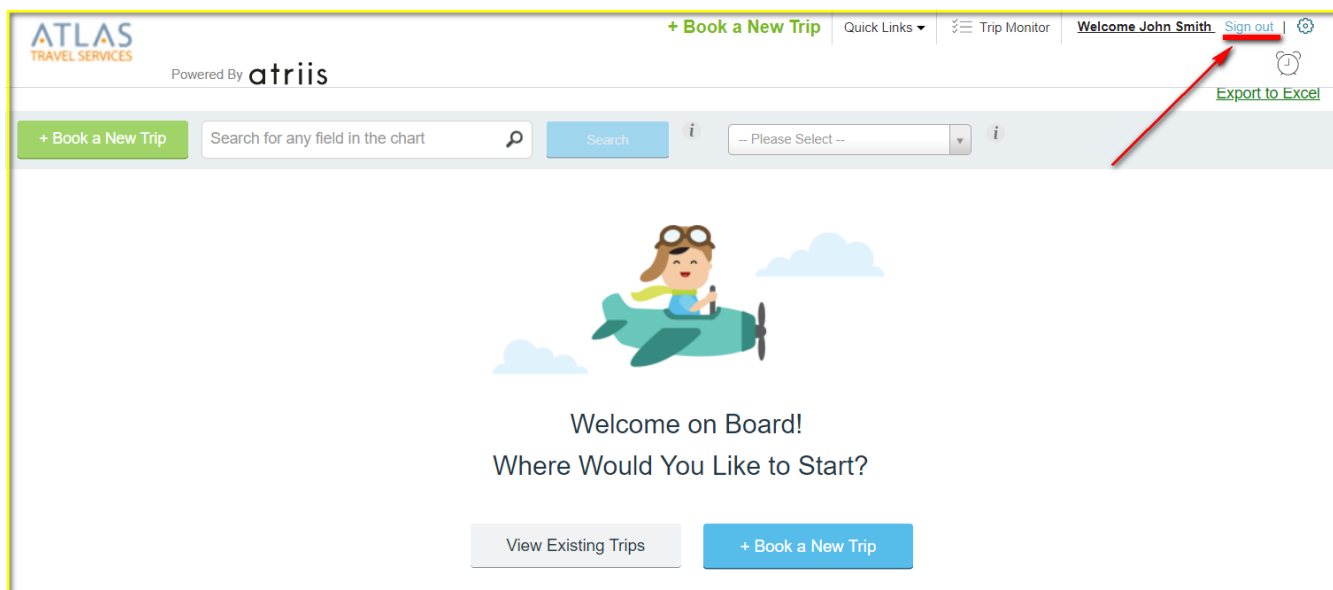 ATLAS
TRAVEL SERVICES
Powered By atriis
+ Book a New Trip Quick Links Trip Monitor Welcome John Smith Sign out |
Export to Excel
+ Book a New Trip Search for any field in the chart Search i -- Please Select -- i
Welcome on Board!
Where Would You Like to Start?
View Existing Trips + Book a New Trip